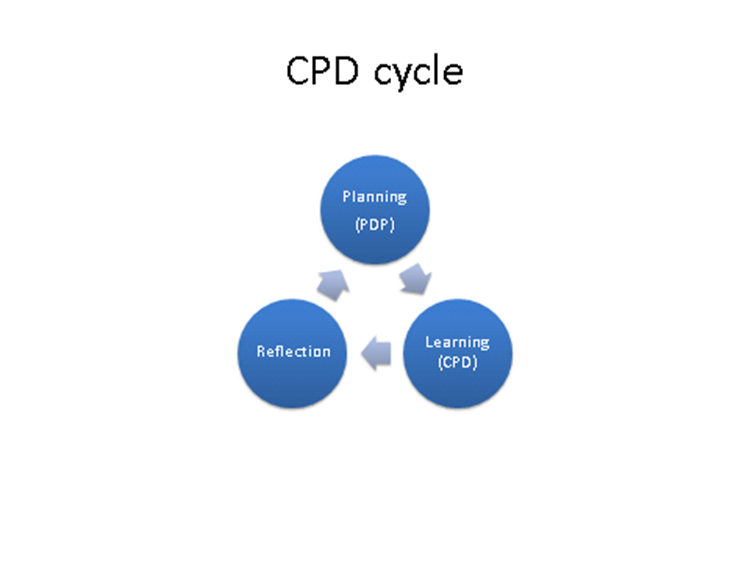 CPD cycle
Planning
(PDP)
Learning
(CPD)
Reflection